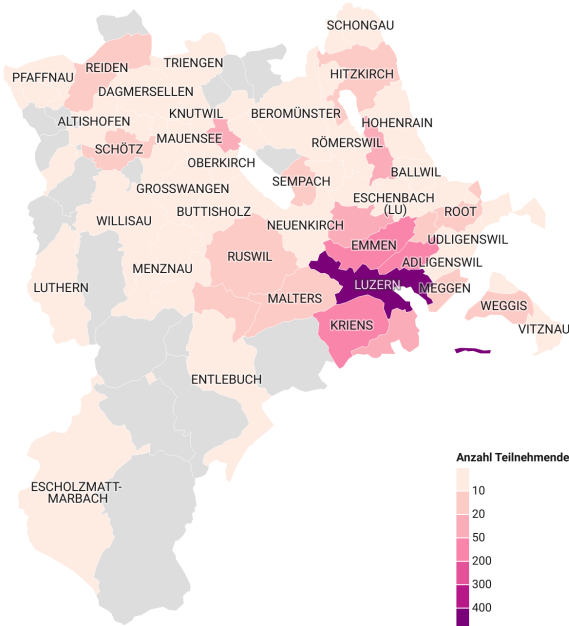 SCHONGAU
TRIENGEN
REIDEN
HITZKIRCH
PFAFFNAU
DAGMERSELLEN
KNUTWIL
BEROMÜNSTER
ALTISHOFEN
HOHENRAIN
MAUENSEE
RÖMERSWIL
SCHÖTZ
OBERKIRCH
BALLWIL
SEMPACH
GROSSWANGEN
ESCHENBACH
(LU)
BUTTISHOLZ
ROOT
WILLISAU
NEUENKIRCH
UDLIGENSWIL
EMMEN
RUSWIL
ADLIGENSWIL
MENZNAU
LUZERN
MEGGEN
LUTHERN
MALTERS
WEGGIS
KRIENS
VITZNAU
ENTLEBUCH
ESCHOLZMATT-
MARBACH
Anzahl Teilnehmende
10
20
50
200
300
400